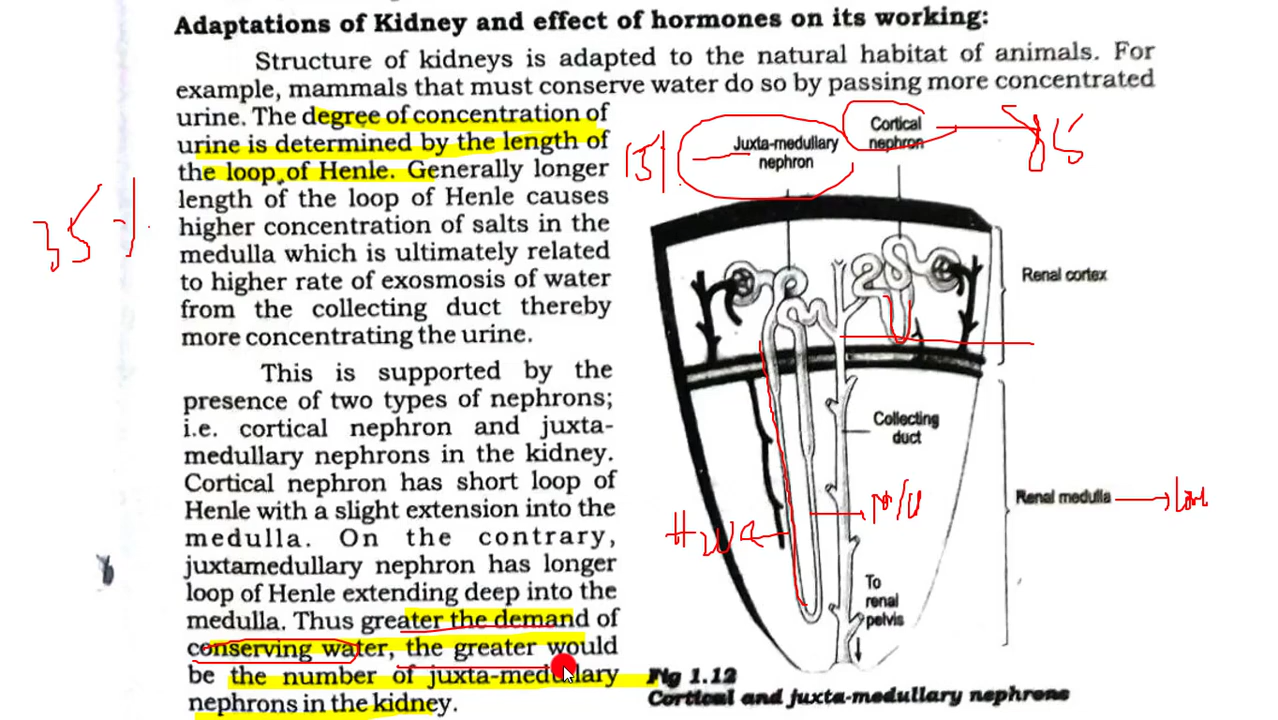 Adaptations of Kidney and effect of hormones on its working:
Structure of kidneys is adapted to the natural habitat of animals. For
example, mammals that must conserve water do so by passing more concentrated
urine. The degree of concentration of
urine is determined by the length of
the loop of Henle. Generally longer
length of the loop of Henle causes
higher concentration of salts in the
medulla which is ultimately related
to higher rate of exosmosis of water
from the collecting duct thereby
more concentrating the urine.
This is supported by the
presence of two types of nephrons;
i.e. cortical nephron and juxta-
medullary nephrons in the kidney.
Cortical nephron has short loop of
Henle with a slight extension into the
medulla. On the contrary,
juxtamedullary nephron has longer
loop of Henle extending deep into the
medulla. Thus greater the demand of
conserving water, the greater would
be the number of juxta-medullary
nephrons in the kidney.
35%
15%
Juxta-medullary
nephron
Cortical
nephron
85
Renal cortex
Collecting
duct
Renal medulla
To
renal
pelvis
Fig 1.12
Cortical and juxta-medullary nephrons